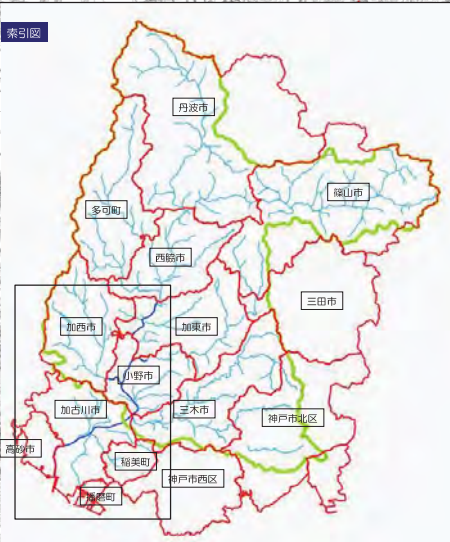 索引図
丹波市
篠山市
多可町
西脇市
三田市
加西市
加東市
小野市
加古川市
三木市
神戸市北区
高砂市
稲美町
神戸市西区
播磨町